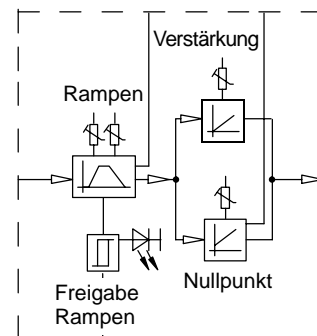 Verstärkung
Rampen
Nullpunkt
Freigabe
Rampen